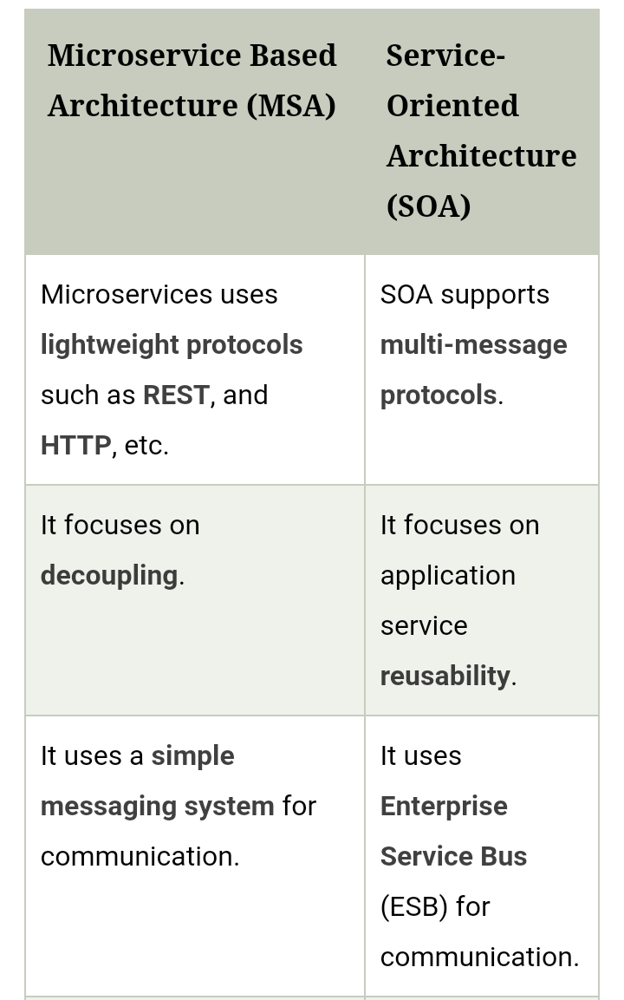 Microservice Based
Architecture (MSA)
Service-
Oriented
Architecture
(SOA)
Microservices uses
lightweight protocols
such as REST, and
HTTP, etc.
SOA supports
multi-message
protocols.
It focuses on
decoupling.
It focuses on
application
service
reusability.
It uses a simple
messaging system for
communication.
It uses
Enterprise
Service Bus
(ESB) for
communication.